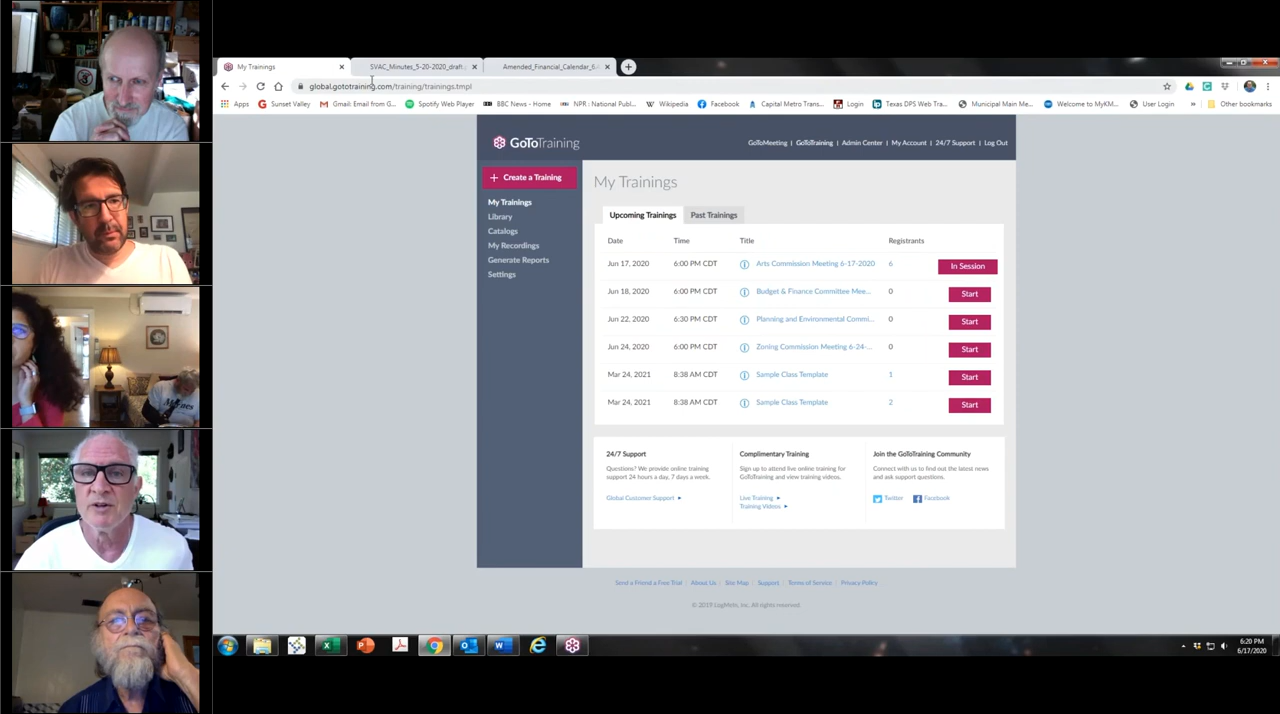 My Trainings
SVAC_Minutes_5-20-2020_draft
Amended_Financial_Calendar_6
global.gototraining.com/training/trainings.tmpl
Apps
Sunset Valley
Gmail: Email from G...
Spotify Web Player
BBC News - Home
NPR : National Publ...
Wikipedia
Facebook
Capital Metro Trans...
Login
Texas DPS Web Tra...
Municipal Main Me...
Welcome to MyKM...
User Login
»
Other bookmarks
GoToTraining
GoToMeeting | GoToTraining | Admin Center | My Account | 24/7 Support | Log Out
+ Create a Training
My Trainings
Library
Catalogs
My Recordings
Generate Reports
Settings
My Trainings
Upcoming Trainings Past Trainings
Date Time Title Registrants
Jun 17, 2020 6:00 PM CDT Arts Commission Meeting 6-17-2020 6 In Session
Jun 18, 2020 6:00 PM CDT Budget & Finance Committee Mee... 0 Start
Jun 22, 2020 6:30 PM CDT Planning and Environmental Commi... 0 Start
Jun 24, 2020 6:00 PM CDT Zoning Commission Meeting 6-24-... 0 Start
Mar 24, 2021 8:38 AM CDT Sample Class Template 1 Start
Mar 24, 2021 8:38 AM CDT Sample Class Template 2 Start
24/7 Support
Questions? We provide online training
support 24 hours a day, 7 days a week.
Global Customer Support
Complimentary Training
Sign up to attend live online training for
GoToTraining and view training videos.
Live Training
Training Videos
Join the GoToTraining Community
Connect with us to find out the latest news
and ask support questions.
Twitter Facebook
Send a Friend a Free Trial | About Us | Site Map | Support | Terms of Service | Privacy Policy
© 2019 LogMeIn, Inc. All rights reserved.
6:20 PM
6/17/2020